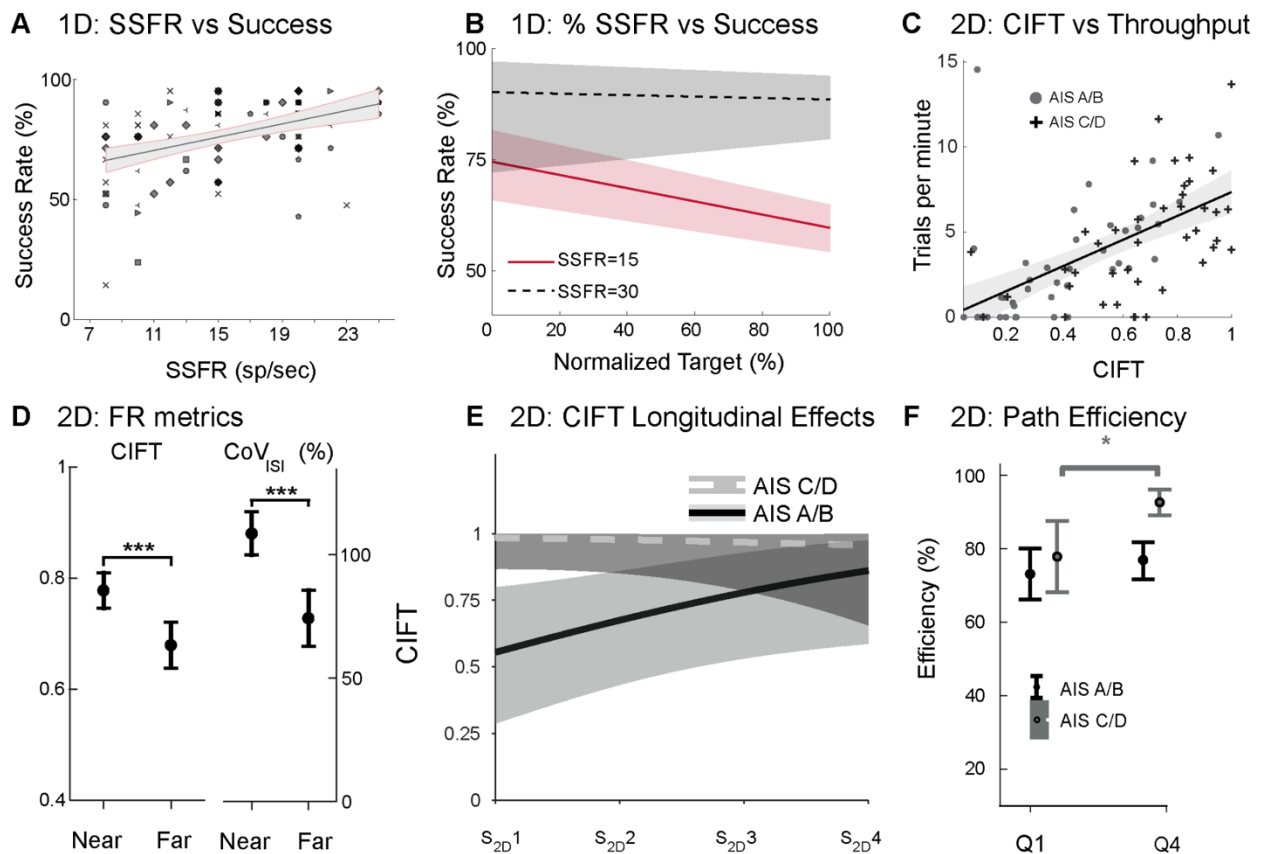 A 1D: SSFR vs Success
Success Rate (%)
100
50
0
7 11 15 19 23
SSFR (sp/sec)
B 1D: % SSFR vs Success
Success Rate (%)
100
75
50
SSFR=15
SSFR=30
0 20 40 60 80 100
Normalized Target (%)
C 2D: CIFT vs Throughput
Trials per minute
15
10
5
0
AIS A/B
AIS C/D
0.2 0.4 0.6 0.8 1
CIFT
D 2D: FR metrics
CIFT
CoV_ISI (%)
1
0.8
0.6
0.4
***
***
100
50
0
Near Far Near Far
E 2D: CIFT Longitudinal Effects
CIFT
AIS C/D
AIS A/B
1
0.75
0.5
0.25
0
S_2D1 S_2D2 S_2D3 S_2D4
F 2D: Path Efficiency
*
Efficiency (%)
100
80
60
40
20
AIS A/B
AIS C/D
Q1 Q4